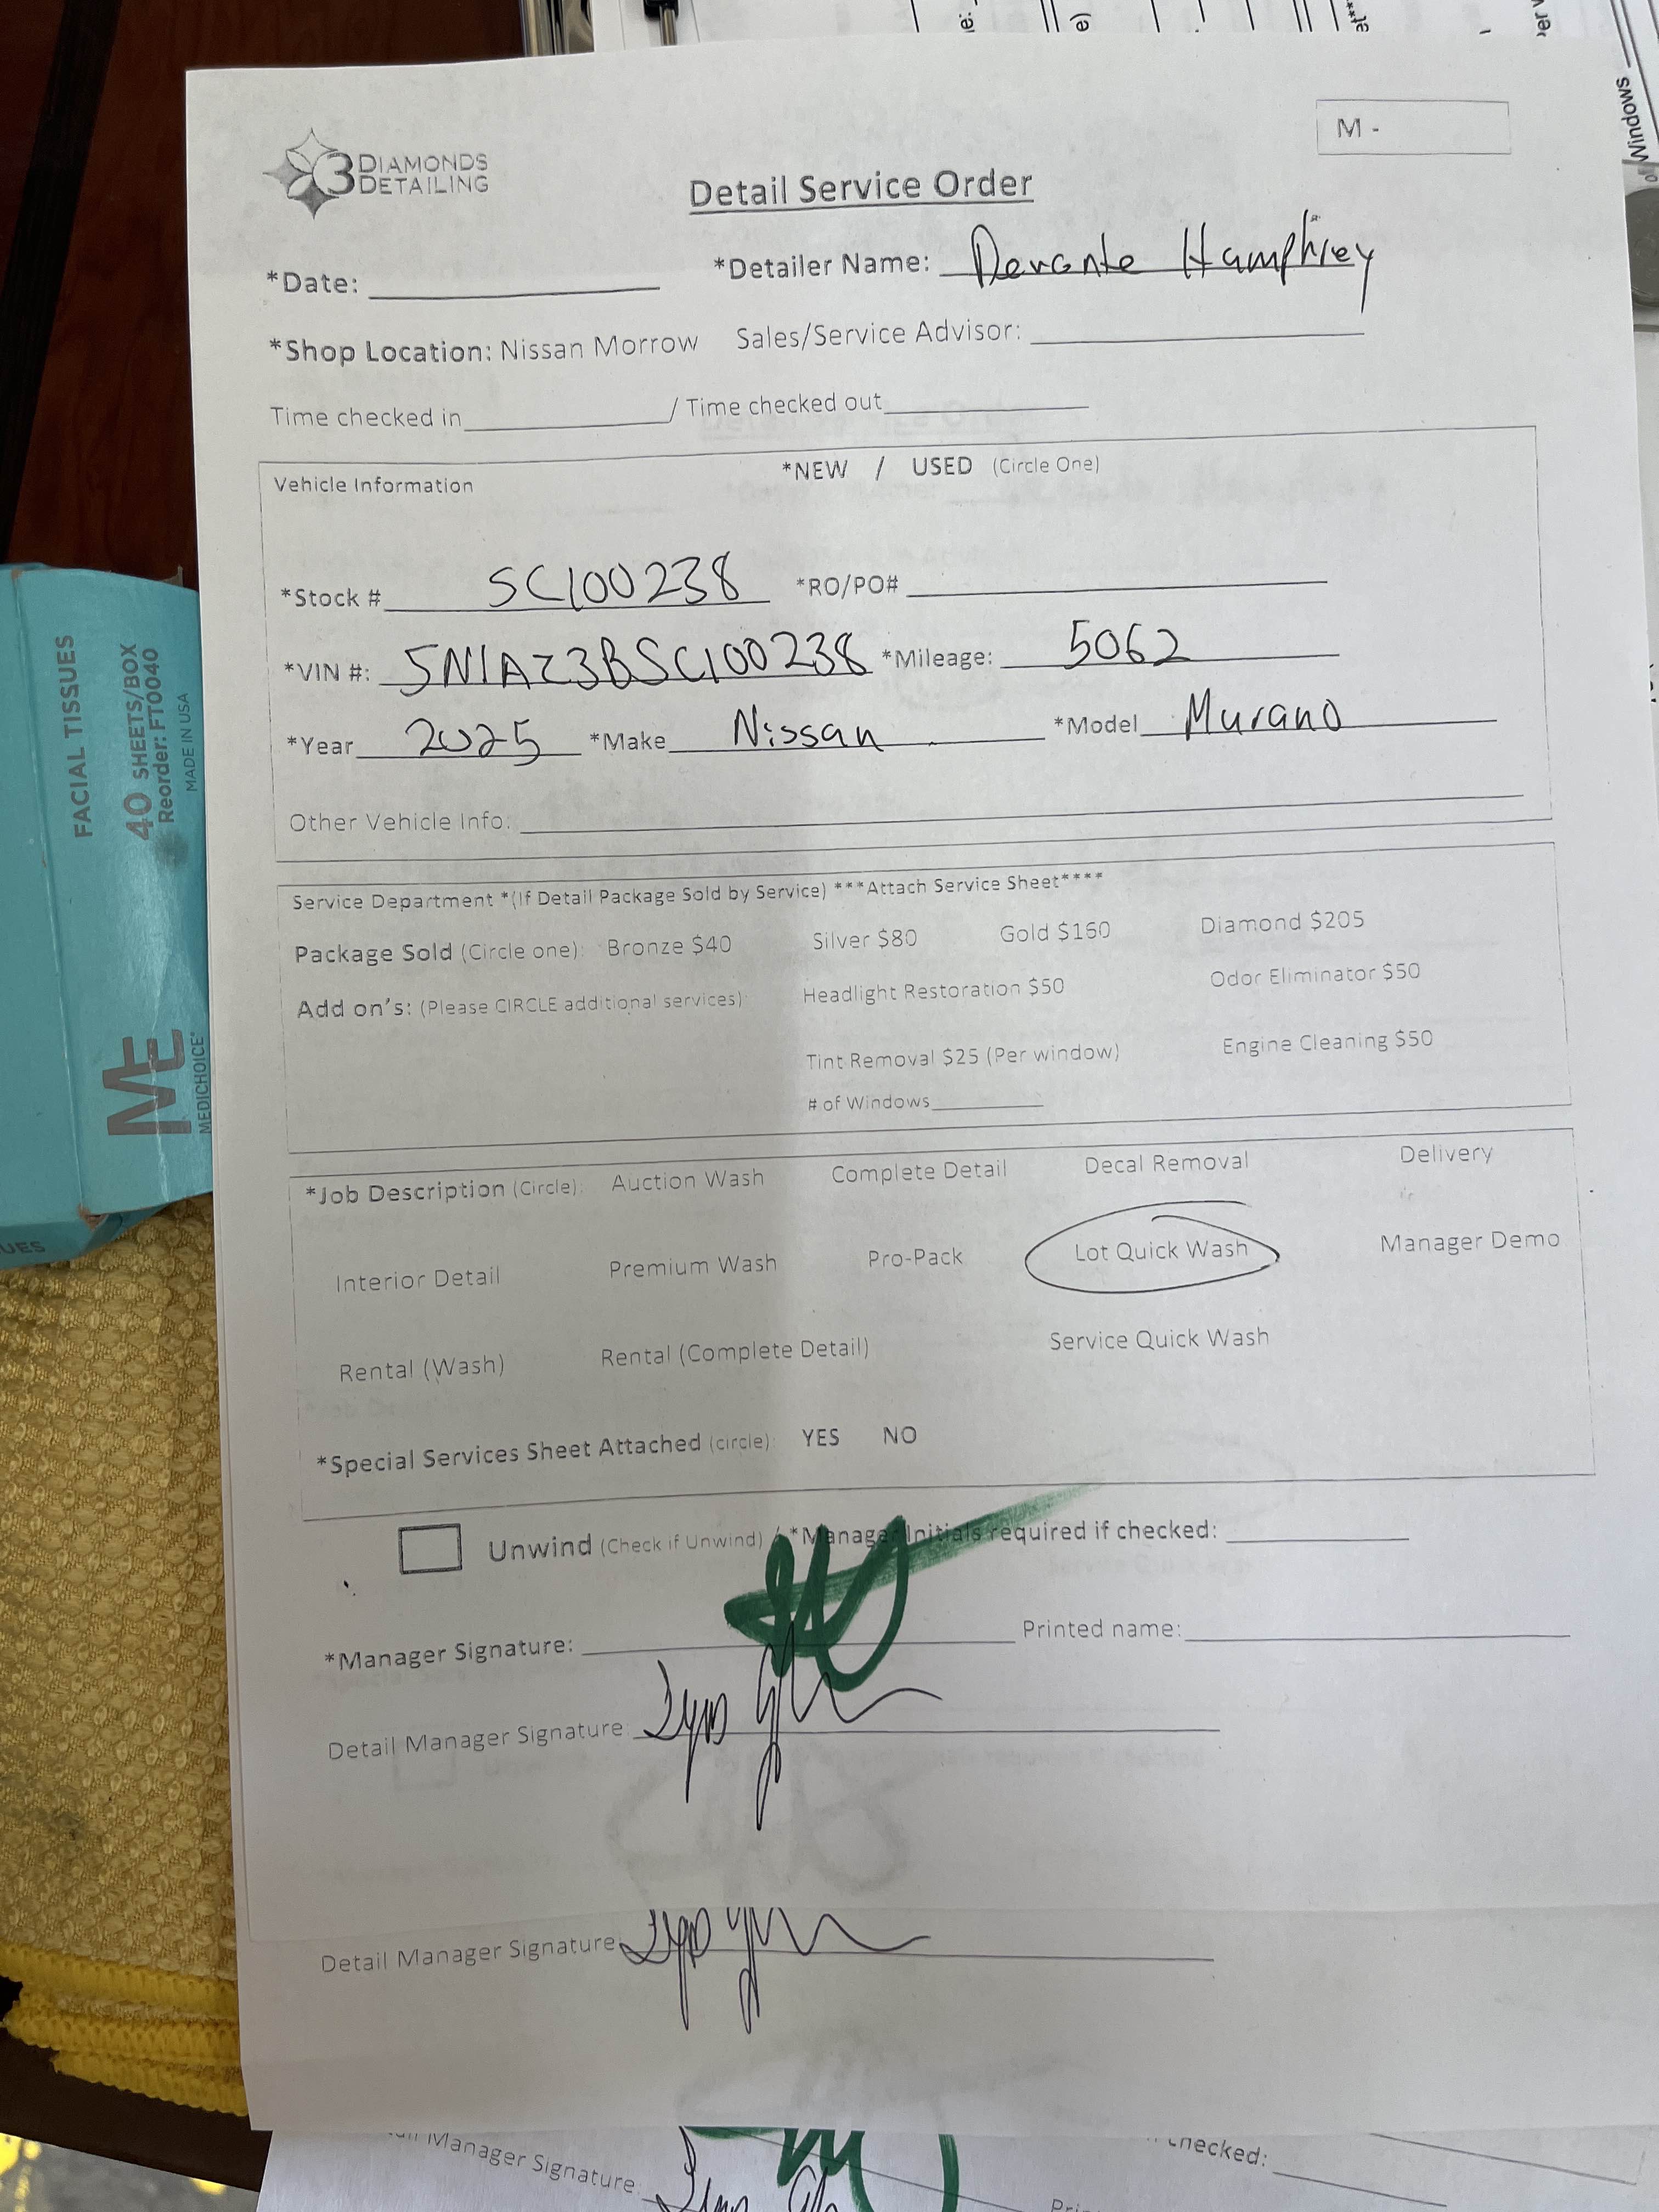 M -
3 DIAMONDS
DETAILING
Detail Service Order
*Date: *Detailer Name: Devante Humphrey
*Shop Location: Nissan Morrow Sales/Service Advisor:
Time checked in / Time checked out
Vehicle Information *NEW / USED (Circle One)
*Stock # SC100238 *RO/PO#
*VIN #: 5N1AZ3BSC100238 *Mileage: 5062
*Year 2025 *Make Nissan *Model Murano
Other Vehicle Info:
Service Department *(If Detail Package Sold by Service) ***Attach Service Sheet****
Package Sold (Circle one): Bronze $40 Silver $80 Gold $160 Diamond $205
Add on's: (Please CIRCLE additional services) Headlight Restoration $50 Odor Eliminator $50
Tint Removal $25 (Per window) Engine Cleaning $50
# of Windows
*Job Description (Circle): Auction Wash Complete Detail Decal Removal Delivery
Interior Detail Premium Wash Pro-Pack Lot Quick Wash Manager Demo
Rental (Wash) Rental (Complete Detail) Service Quick Wash
*Special Services Sheet Attached (circle): YES NO
Unwind (Check if Unwind) / *Manager Initials required if checked:
*Manager Signature: Printed name:
Detail Manager Signature:
Detail Manager Signature:
Manager Signature:
checked:
FACIAL TISSUES
40 SHEETS/BOX
Reorder: FT0040
MADE IN USA
ME
MEDICHOICE
UES
Windows